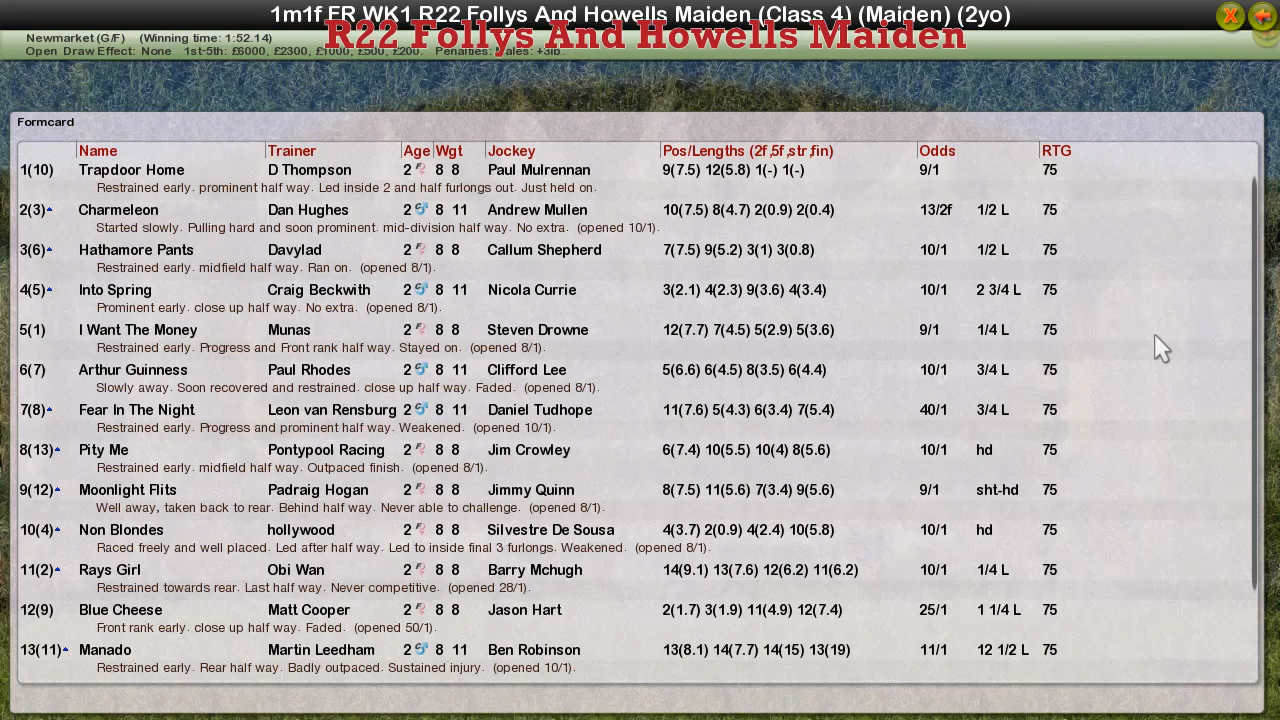 1m1f FR WK1 R22 Follys And Howells Maiden (Class 4) (Maiden) (2yo)
R22 Follys And Howells Maiden
Newmarket (G/F) (Winning time: 1:52.14)
Open Draw Effect: None 1st-5th: £6000, £2300, £1000, £500, £200. Penalties: Males: +3lb.
Formcard
Name Trainer Age Wgt Jockey Pos/Lengths (2f,5f,str,fin) Odds RTG
1(10) Trapdoor Home D Thompson 2 8 8 Paul Mulrennan 9(7.5) 12(5.8) 1(-) 1(-) 9/1 75
Restrained early. prominent half way. Led inside 2 and half furlongs out. Just held on.
2(3) Charmeleon Dan Hughes 2 8 11 Andrew Mullen 10(7.5) 8(4.7) 2(0.9) 2(0.4) 13/2f 1/2 L 75
Started slowly. Pulling hard and soon prominent. mid-division half way. No extra. (opened 10/1).
3(6) Hathamore Pants Davylad 2 8 8 Callum Shepherd 7(7.5) 9(5.2) 3(1) 3(0.8) 10/1 1/2 L 75
Restrained early. midfield half way. Ran on. (opened 8/1).
4(5) Into Spring Craig Beckwith 2 8 11 Nicola Currie 3(2.1) 4(2.3) 9(3.6) 4(3.4) 10/1 2 3/4 L 75
Prominent early. close up half way. No extra. (opened 8/1).
5(1) I Want The Money Munas 2 8 8 Steven Drowne 12(7.7) 7(4.5) 5(2.9) 5(3.6) 9/1 1/4 L 75
Restrained early. Progress and Front rank half way. Stayed on. (opened 8/1).
6(7) Arthur Guinness Paul Rhodes 2 8 11 Clifford Lee 5(6.6) 6(4.5) 8(3.5) 6(4.4) 10/1 3/4 L 75
Slowly away. Soon recovered and restrained. close up half way. Faded. (opened 8/1).
7(8) Fear In The Night Leon van Rensburg 2 8 11 Daniel Tudhope 11(7.6) 5(4.3) 6(3.4) 7(5.4) 40/1 3/4 L 75
Restrained early. Progress and prominent half way. Weakened. (opened 10/1).
8(13) Pity Me Pontypool Racing 2 8 8 Jim Crowley 6(7.4) 10(5.5) 10(4) 8(5.6) 10/1 hd 75
Restrained early. midfield half way. Outpaced finish. (opened 8/1).
9(12) Moonlight Flits Padraig Hogan 2 8 8 Jimmy Quinn 8(7.5) 11(5.6) 7(3.4) 9(5.6) 9/1 sht-hd 75
Well away, taken back to rear. Behind half way. Never able to challenge. (opened 8/1).
10(4) Non Blondes hollywood 2 8 8 Silvestre De Sousa 4(3.7) 2(0.9) 4(2.4) 10(5.8) 10/1 hd 75
Raced freely and well placed. Led after half way. Led to inside final 3 furlongs. Weakened. (opened 8/1).
11(2) Rays Girl Obi Wan 2 8 8 Barry Mchugh 14(9.1) 13(7.6) 12(6.2) 11(6.2) 10/1 1/4 L 75
Restrained towards rear. Last half way. Never competitive. (opened 28/1).
12(9) Blue Cheese Matt Cooper 2 8 8 Jason Hart 2(1.7) 3(1.9) 11(4.9) 12(7.4) 25/1 1 1/4 L 75
Front rank early. close up half way. Faded. (opened 50/1).
13(11) Manado Martin Leedham 2 8 11 Ben Robinson 13(8.1) 14(7.7) 14(15) 13(19) 11/1 12 1/2 L 75
Restrained early. Rear half way. Badly outpaced. Sustained injury. (opened 10/1).